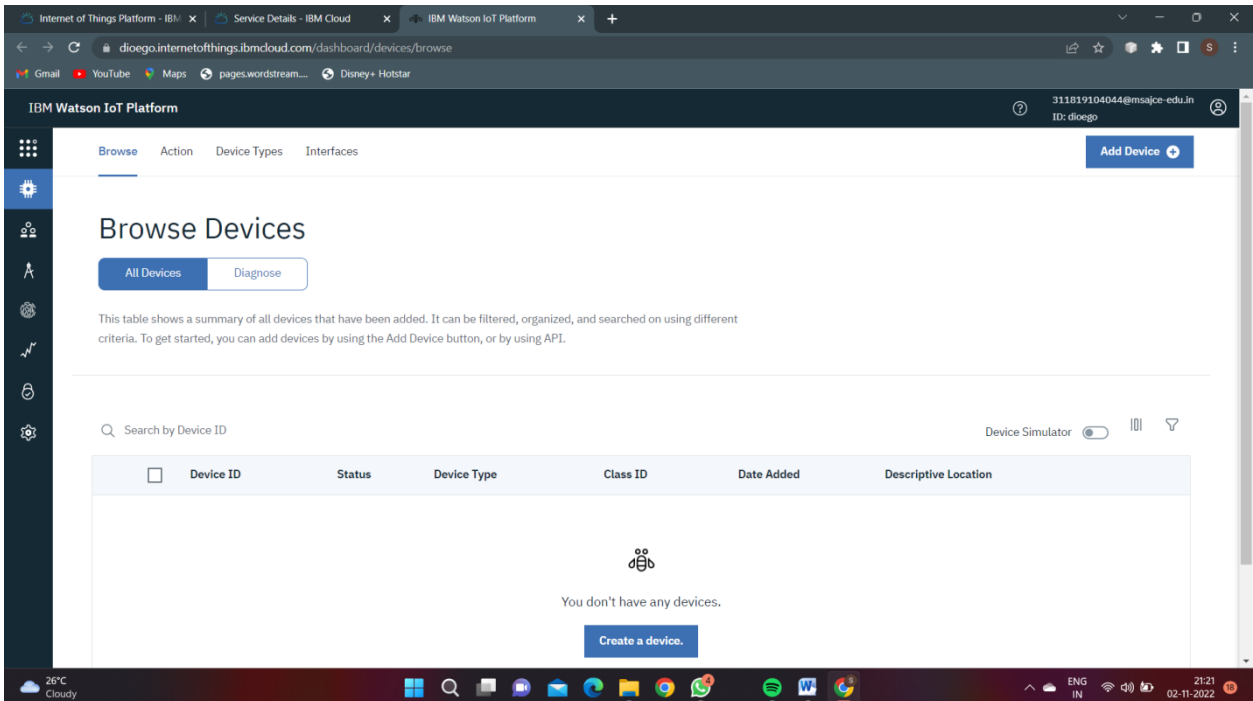 Internet of Things Platform - IBM
Service Details - IBM Cloud
IBM Watson IoT Platform
dioego.internetofthings.ibmcloud.com/dashboard/devices/browse
S
Gmail
YouTube
Maps
pages.wordstream....
Disney+ Hotstar
IBM Watson IoT Platform
311819104044@msajce-edu.in
ID: dioego
Browse
Action
Device Types
Interfaces
Add Device
Browse Devices
All Devices
Diagnose
This table shows a summary of all devices that have been added. It can be filtered, organized, and searched on using different
criteria. To get started, you can add devices by using the Add Device button, or by using API.
Search by Device ID
Device Simulator
Device ID
Status
Device Type
Class ID
Date Added
Descriptive Location
You don't have any devices.
Create a device.
26°C
Cloudy
4
W
S
ENG
IN
21:21
02-11-2022
18